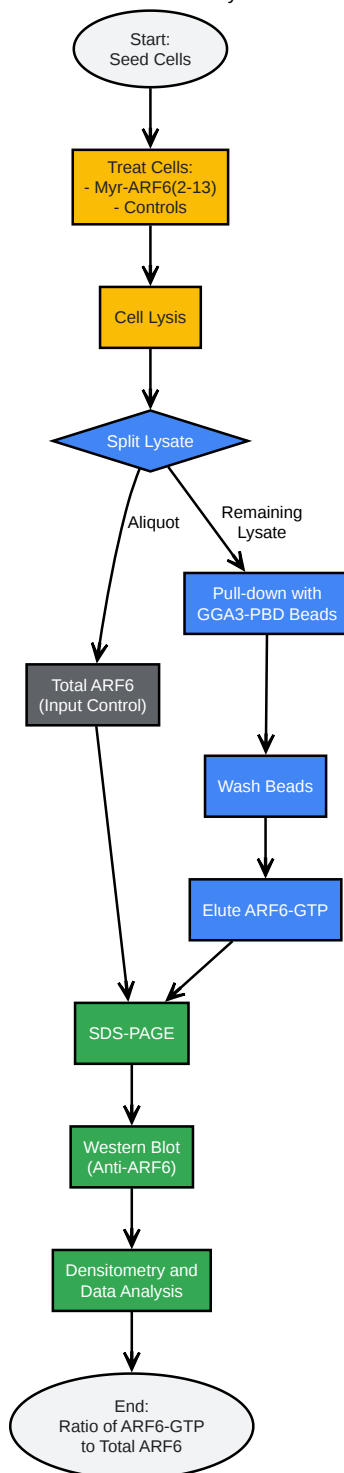 Start:
Seed Cells
Treat Cells:
- Myr-ARF6(2-13)
- Controls
Cell Lysis
Split Lysate
Aliquot
Remaining
Lysate
Pull-down with
GGA3-PBD Beads
Total ARF6
(Input Control)
Wash Beads
Elute ARF6-GTP
SDS-PAGE
Western Blot
(Anti-ARF6)
Densitometry and
Data Analysis
End:
Ratio of ARF6-GTP
to Total ARF6